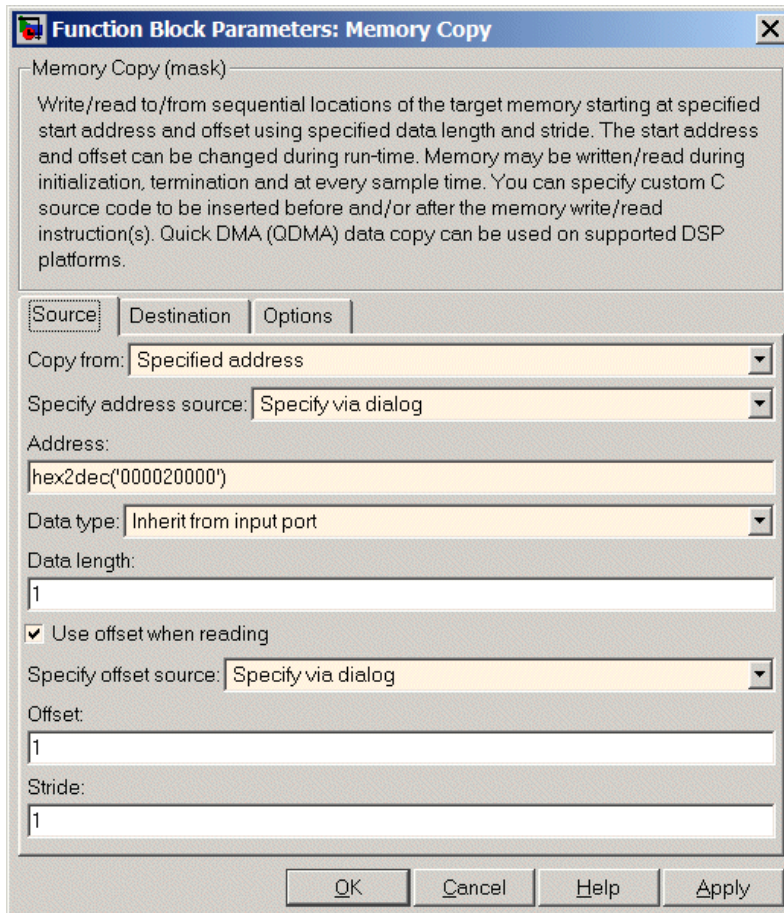 Function Block Parameters: Memory Copy
Memory Copy (mask)
Write/read to/from sequential locations of the target memory starting at specified
start address and offset using specified data length and stride. The start address
and offset can be changed during run-time. Memory may be written/read during
initialization, termination and at every sample time. You can specify custom C
source code to be inserted before and/or after the memory write/read
instruction(s). Quick DMA (QDMA) data copy can be used on supported DSP
platforms.
Source Destination Options
Copy from: Specified address
Specify address source: Specify via dialog
Address:
hex2dec('000020000')
Data type: Inherit from input port
Data length:
1
Use offset when reading
Specify offset source: Specify via dialog
Offset:
1
Stride:
1
OK Cancel Help Apply